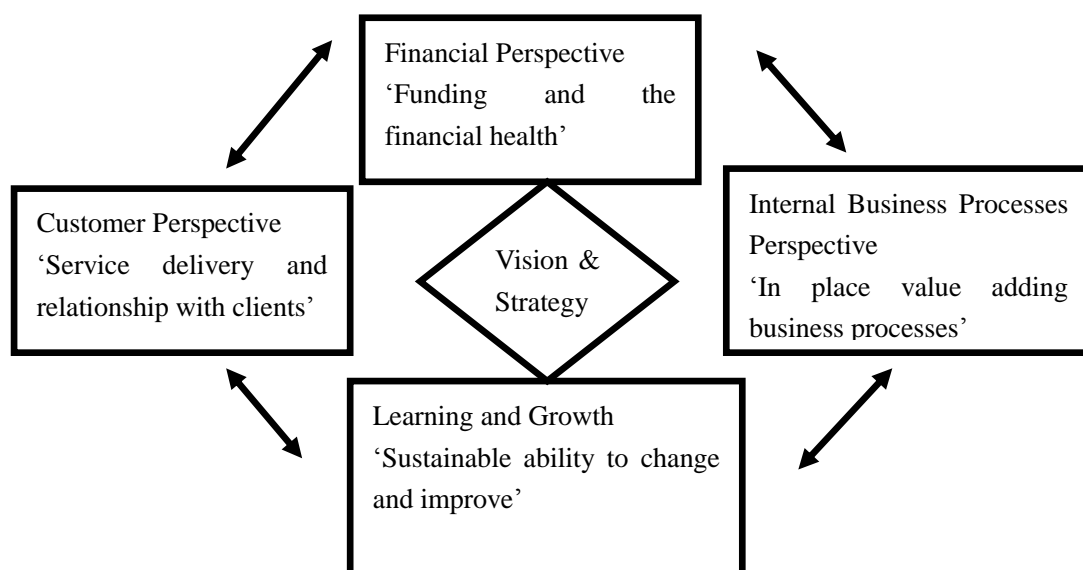 Financial Perspective
‘Funding and the
financial health’
Customer Perspective
‘Service delivery and
relationship with clients’
Vision &
Strategy
Internal Business Processes
Perspective
‘In place value adding
business processes’
Learning and Growth
‘Sustainable ability to change
and improve’